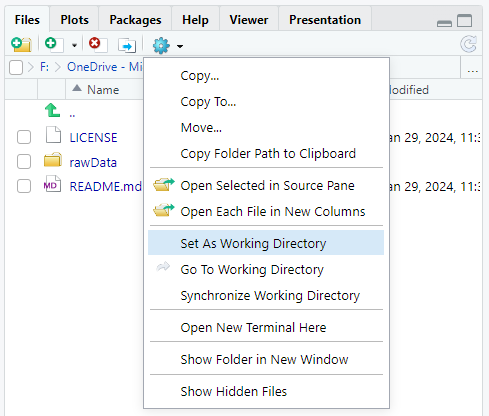 Files Plots Packages Help Viewer Presentation
F: OneDrive - Mi
...
Name
..
LICENSE
an 29, 2024, 11:3
rawData
MD README.md
an 29, 2024, 11:3
Copy...
Copy To...
Move...
Copy Folder Path to Clipboard
Open Selected in Source Pane
Open Each File in New Columns
Set As Working Directory
Go To Working Directory
Synchronize Working Directory
Open New Terminal Here
Show Folder in New Window
Show Hidden Files